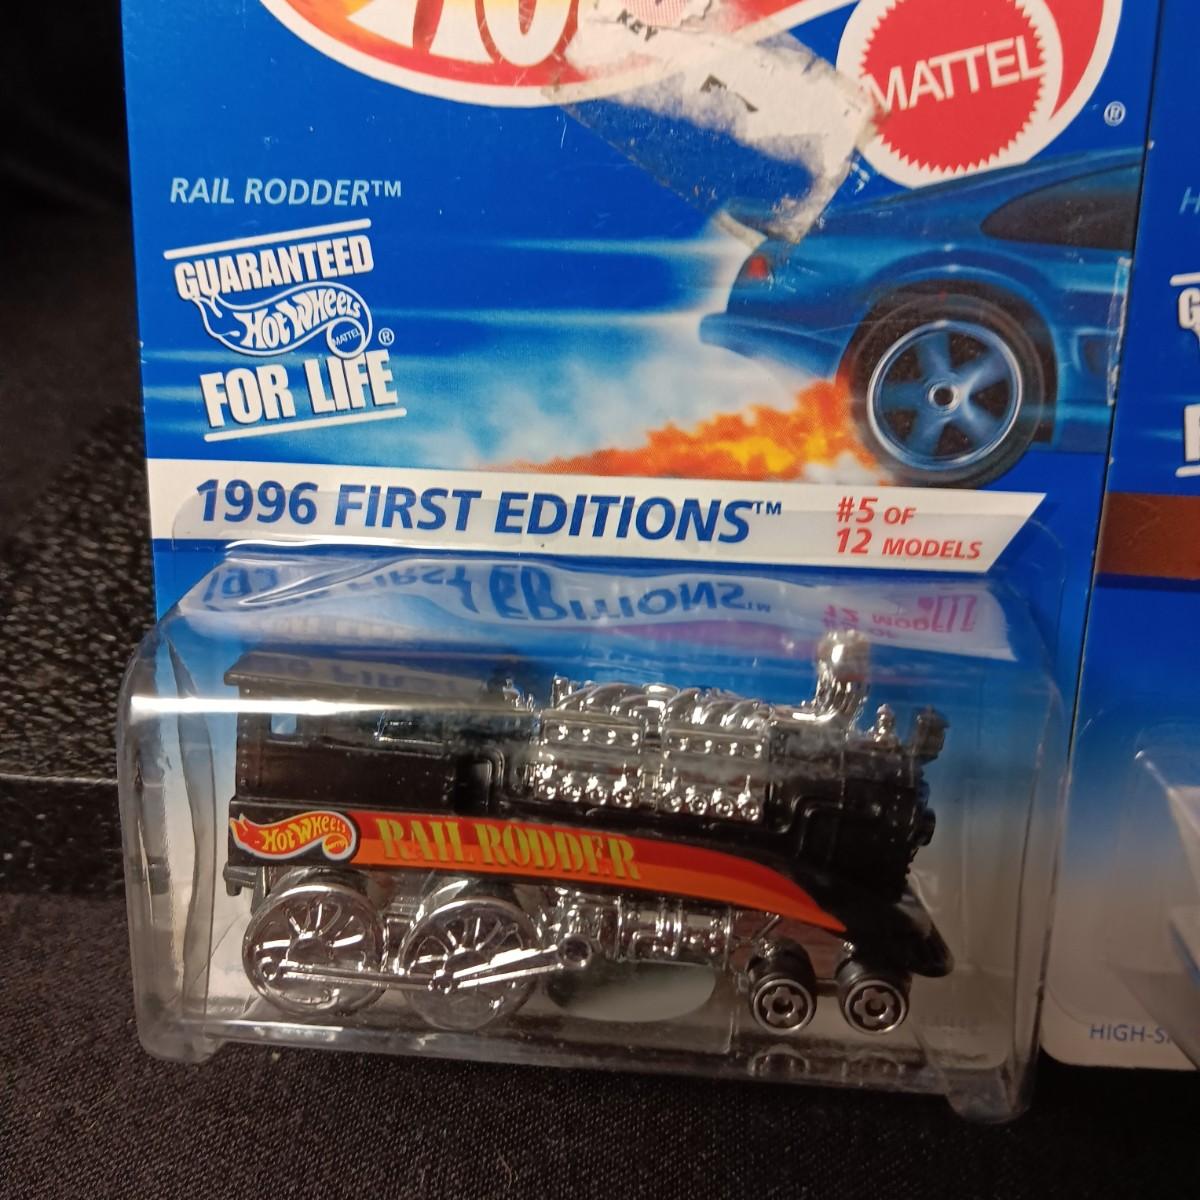 KEY
MATTEL
®
RAIL RODDER™
GUARANTEED
Hot Wheels
MATTEL
®
FOR LIFE
1996 FIRST EDITIONS™
#5 OF
12 MODELS
Hot Wheels
RAIL RODDER